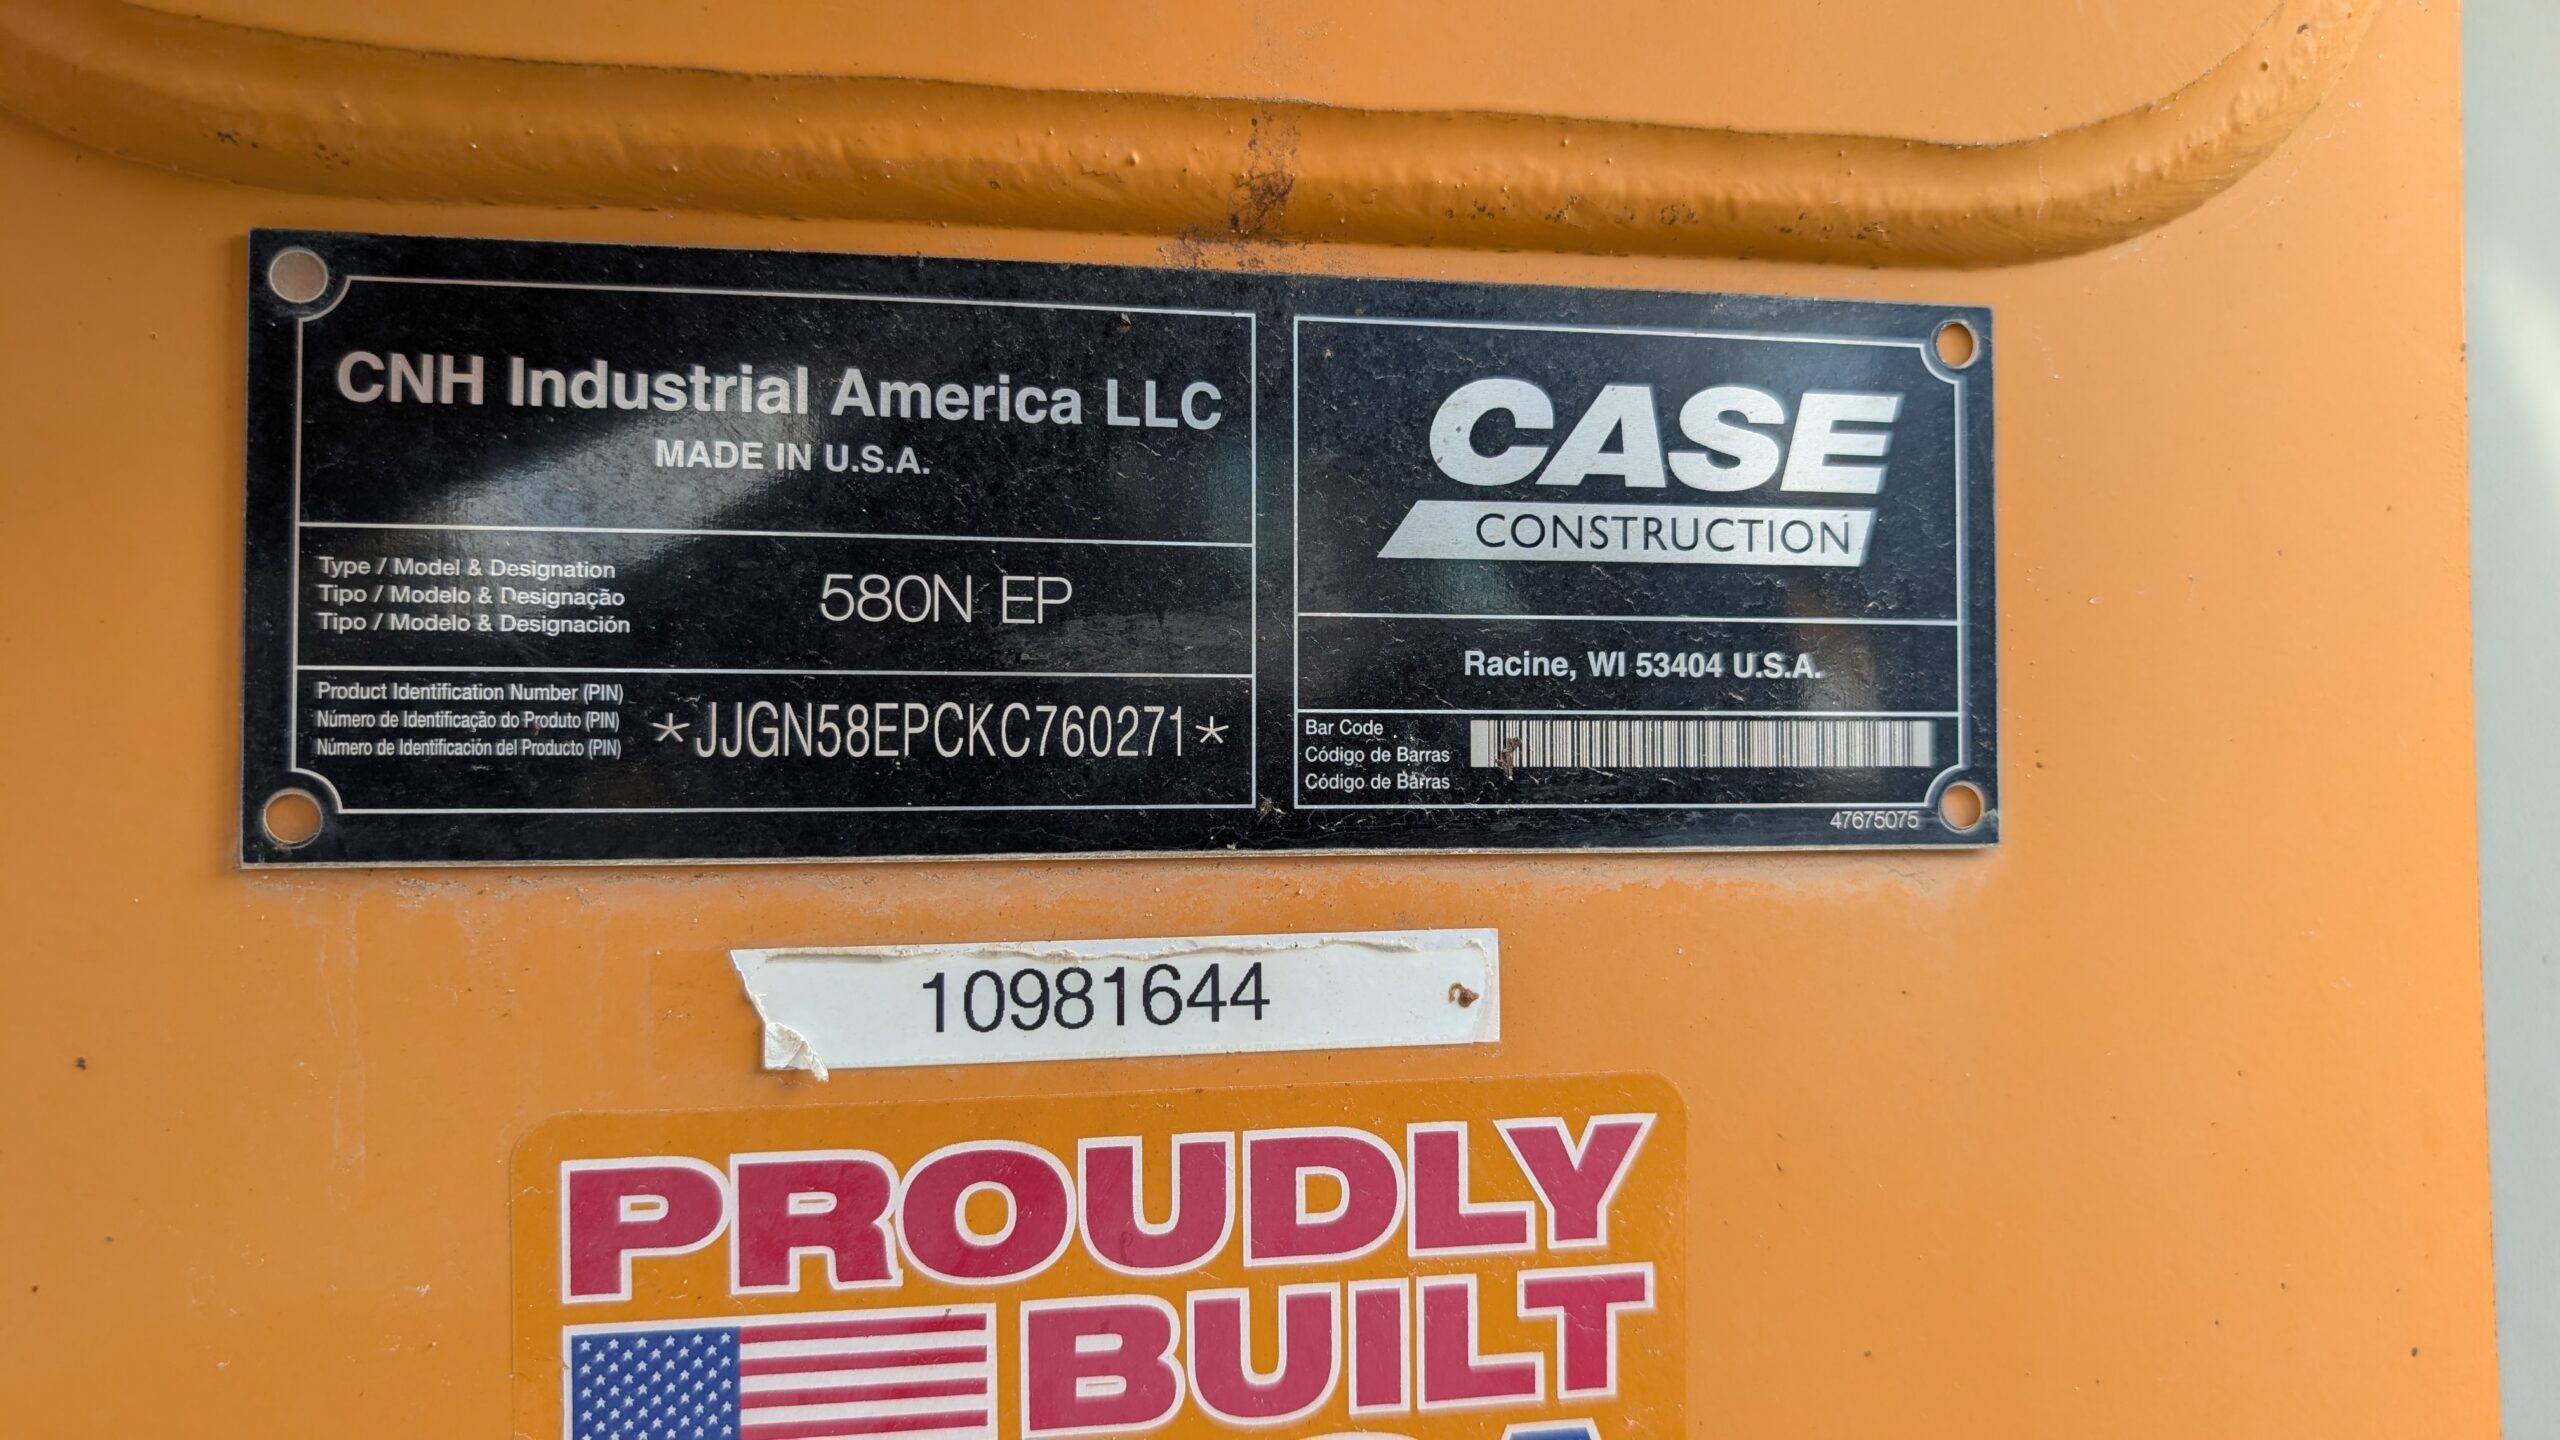 CNH Industrial America LLC
MADE IN U.S.A.
Type / Model & Designation
Tipo / Modelo & Designação
Tipo / Modelo & Designación
580N EP
Product Identification Number (PIN)
Número de Identificação do Produto (PIN)
Número de Identificación del Producto (PIN)
*JJGN58EPCKC760271*
CASE
CONSTRUCTION
Racine, WI 53404 U.S.A.
Bar Code
Código de Barras
Código de Barras
47675075
10981644
PROUDLY
BUILT